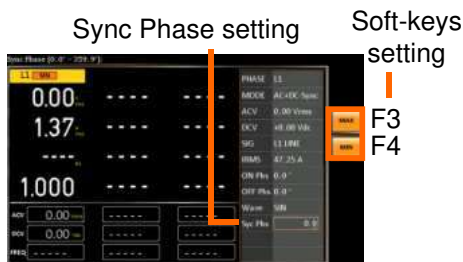 Sync Phase setting
Soft-keys
setting
Sync Phase (0.0° - 359.9°)
L1 SIN
0.00 ---- ----
1.37 ---- ----
----
---- ----
1.000 ---- ----
ACV 0.00 ----- -----
DCV 0.00 ----- -----
FREQ ----- ----- -----
PHASE L1
MODE AC+DC-Sync
ACV 0.00 Vrms
DCV +0.00 Vdc
SIG L1 LINE
IRMS 47.25 A
ON Phs 0.0°
OFF Phs 0.0°
Wave SIN
Syc Phs 0.0
MAX F3
MIN F4